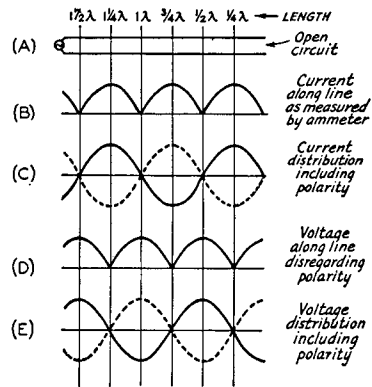 1½λ 1¼λ 1λ ¾λ ½λ ¼λ ← LENGTH
(A)
Open
circuit
(B)
Current
along line
as measured
by ammeter
(C)
Current
distribution
including
polarity
(D)
Voltage
along line
disregarding
polarity
(E)
Voltage
distribution
including
polarity